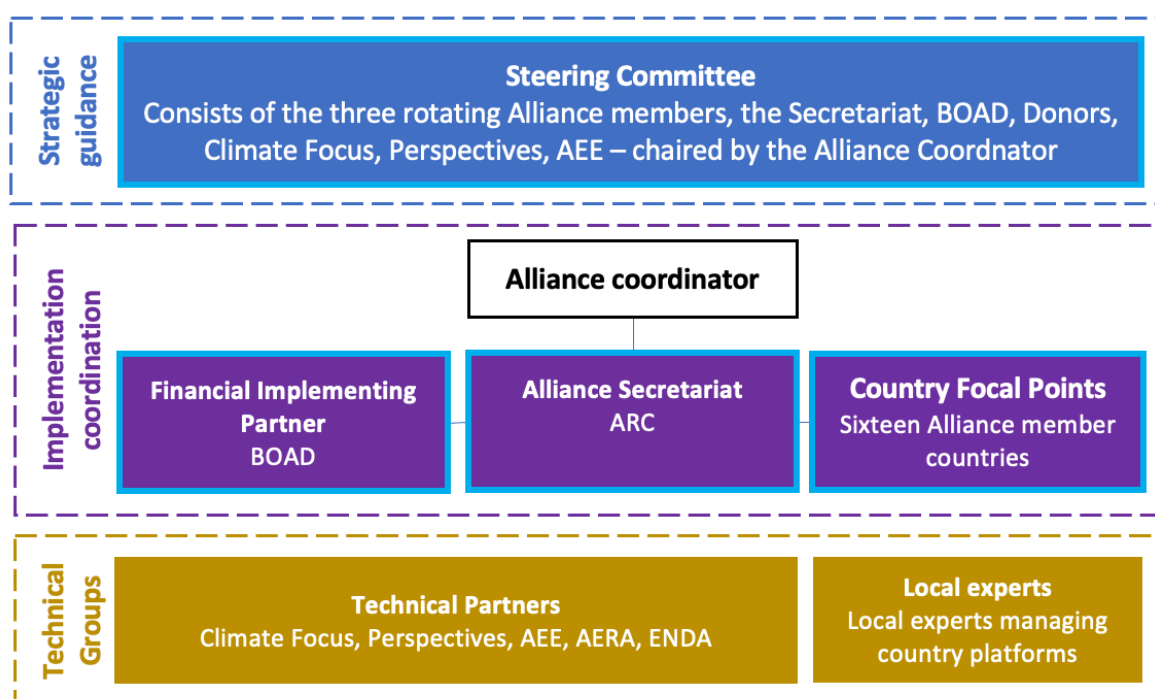 Strategic
guidance
Steering Committee
Consists of the three rotating Alliance members, the Secretariat, BOAD, Donors,
Climate Focus, Perspectives, AEE – chaired by the Alliance Coordnator
Implementation
coordination
Alliance coordinator
Financial Implementing
Partner
BOAD
Alliance Secretariat
ARC
Country Focal Points
Sixteen Alliance member
countries
Technical
Groups
Technical Partners
Climate Focus, Perspectives, AEE, AERA, ENDA
Local experts
Local experts managing
country platforms